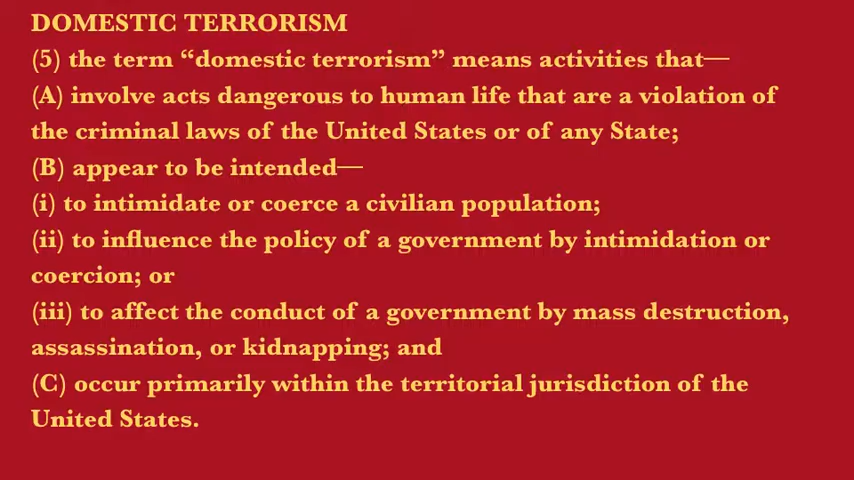 DOMESTIC TERRORISM
(5) the term “domestic terrorism” means activities that—
(A) involve acts dangerous to human life that are a violation of
the criminal laws of the United States or of any State;
(B) appear to be intended—
(i) to intimidate or coerce a civilian population;
(ii) to influence the policy of a government by intimidation or
coercion; or
(iii) to affect the conduct of a government by mass destruction,
assassination, or kidnapping; and
(C) occur primarily within the territorial jurisdiction of the
United States.